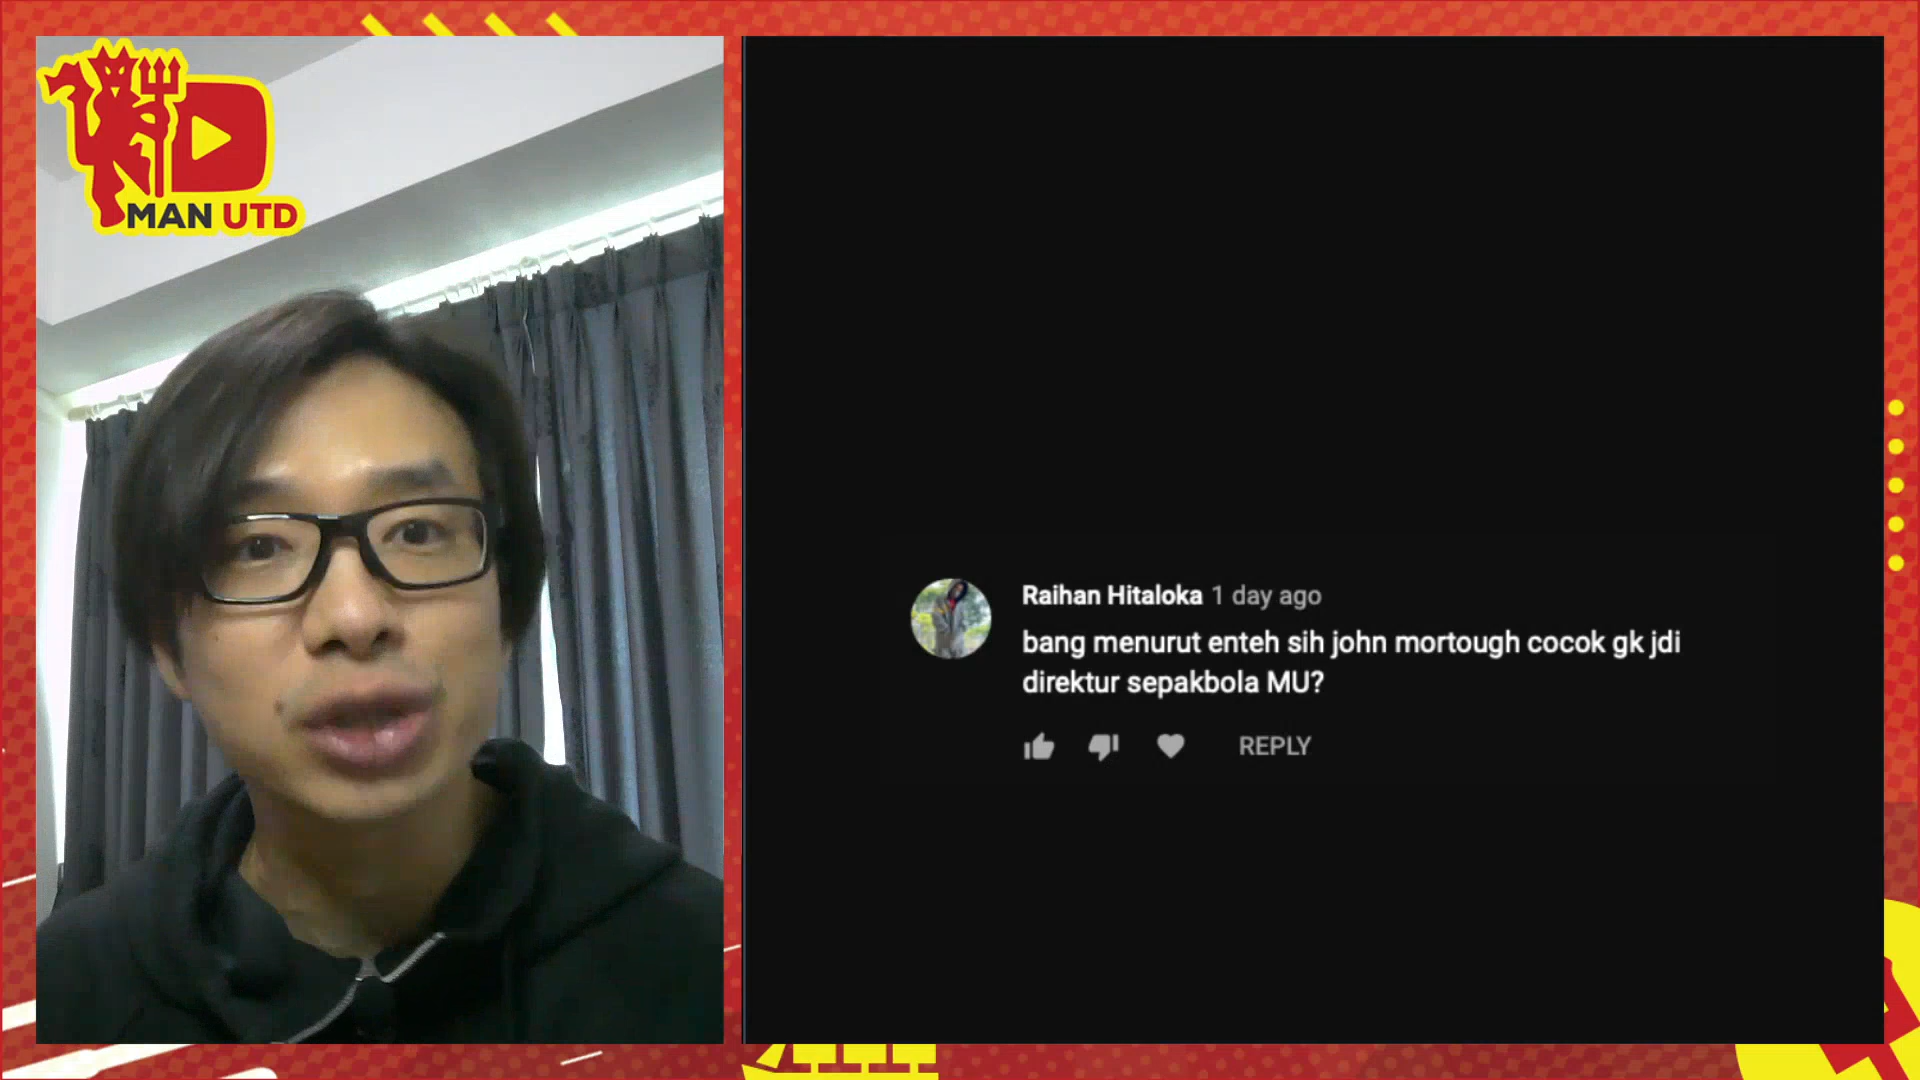 MAN UTD
Raihan Hitaloka 1 day ago
bang menurut enteh sih john mortough cocok gk jdi
direktur sepakbola MU?
REPLY